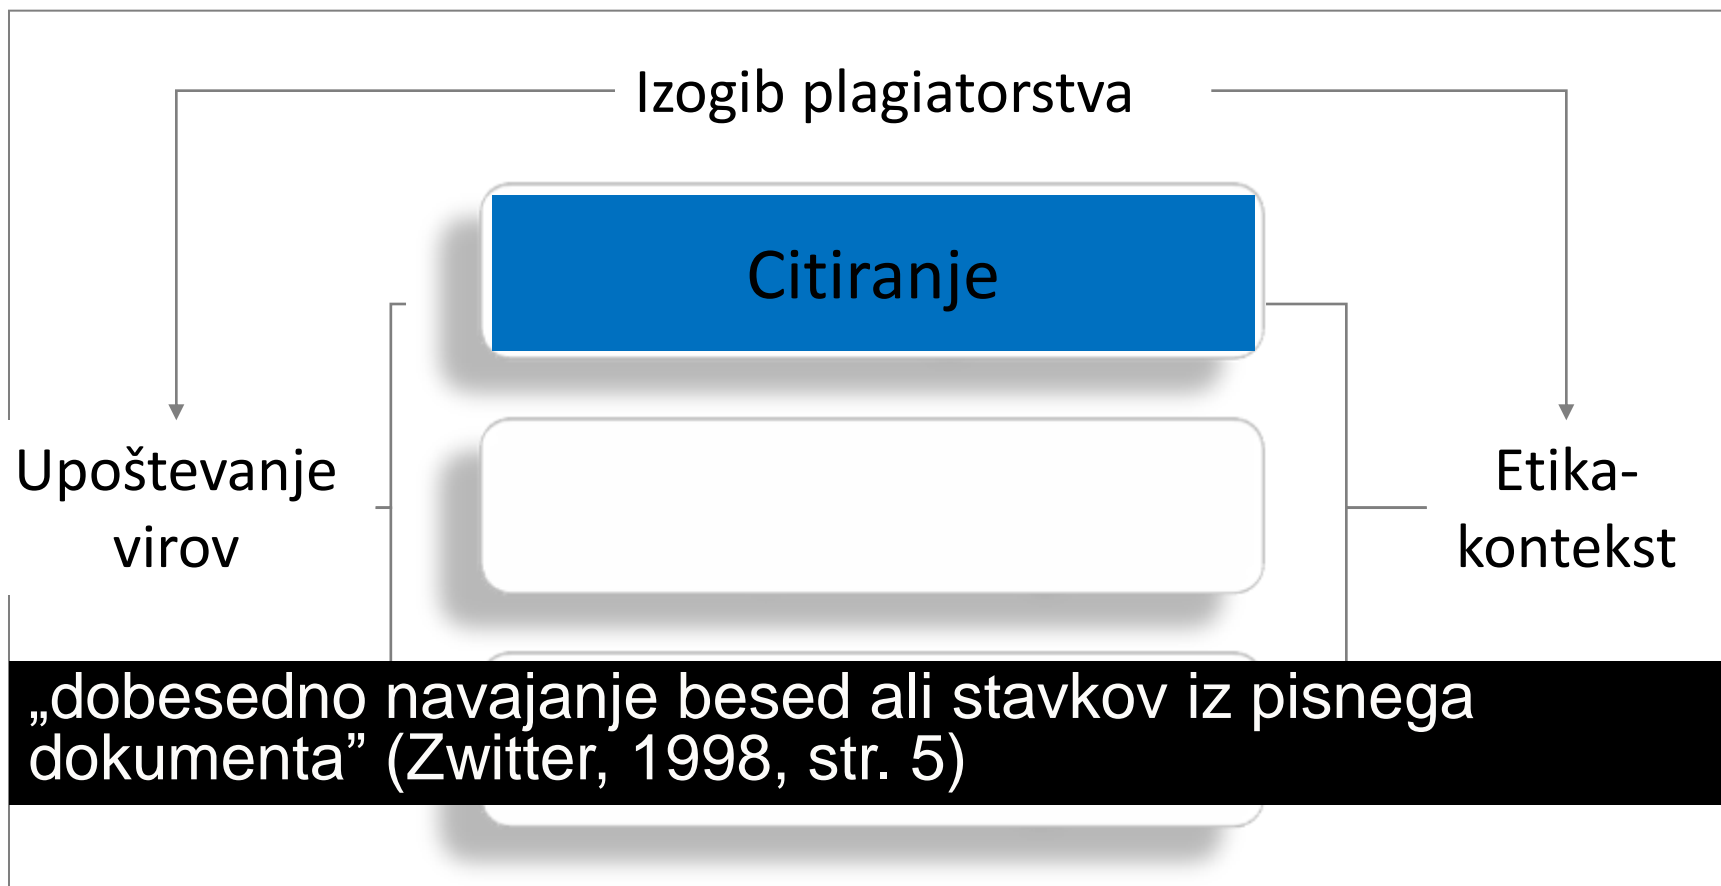 Izogib plagiatorstva
Citiranje
Upoštevanje
virov
Etika-
kontekst
„dobesedno navajanje besed ali stavkov iz pisnega
dokumenta” (Zwitter, 1998, str. 5)